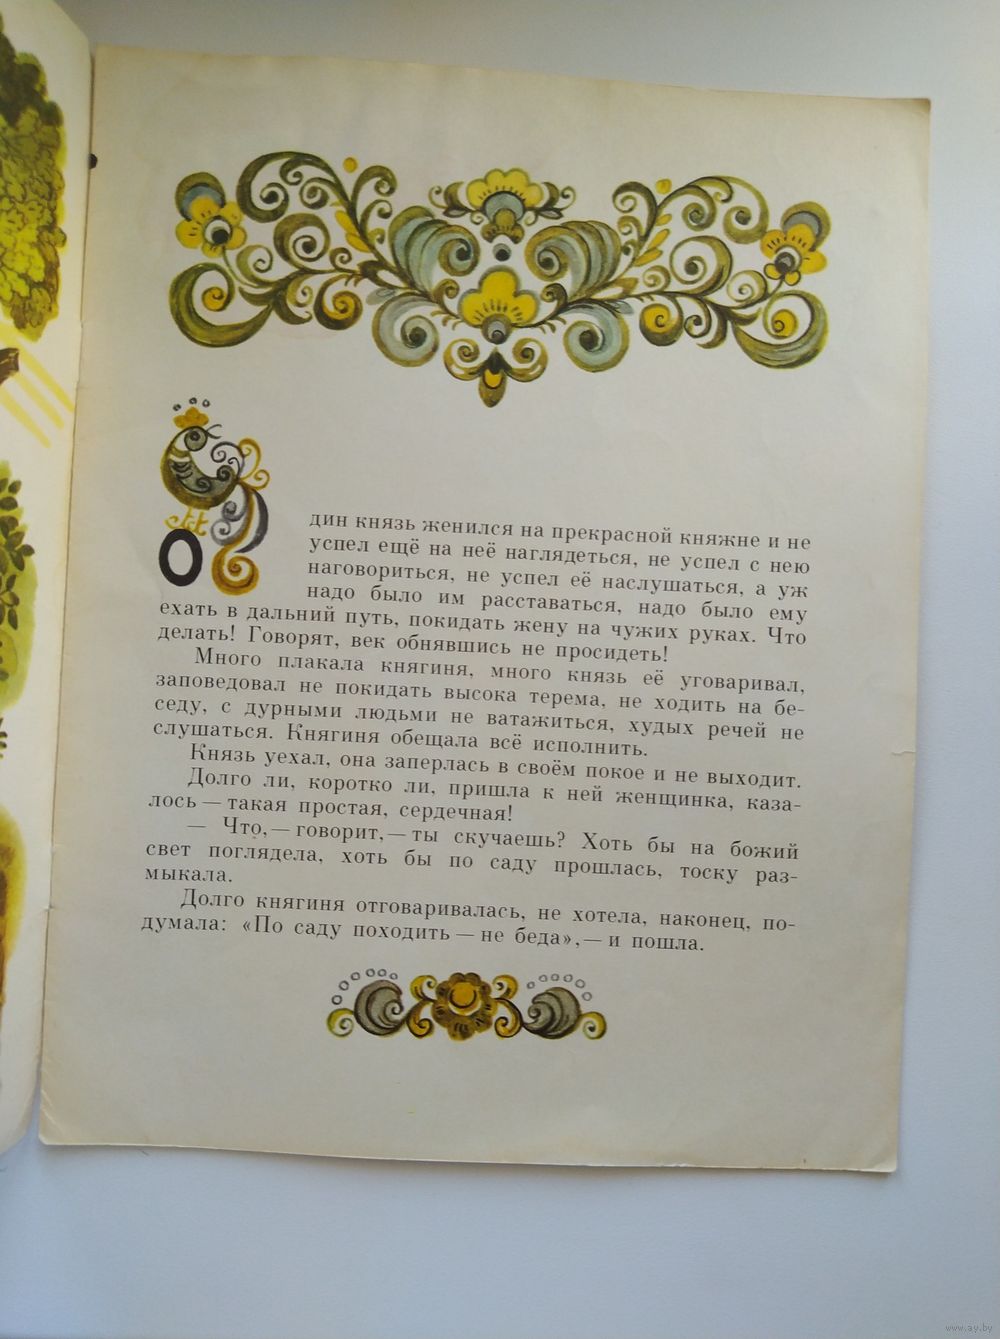 Один князь женился на прекрасной княжне и не
успел ещё на неё наглядеться, не успел с нею
наговориться, не успел её наслушаться, а уж
надо было им расставаться, надо было ему
ехать в дальний путь, покидать жену на чужих руках. Что
делать! Говорят, век обнявшись не просидеть!
Много плакала княгиня, много князь её уговаривал,
заповедовал не покидать высока терема, не ходить на бе-
седу, с дурными людьми не ватажиться, худых речей не
слушаться. Княгиня обещала всё исполнить.
Князь уехал, она заперлась в своём покое и не выходит.
Долго ли, коротко ли, пришла к ней женщинка, каза-
лось — такая простая, сердечная!
— Что, — говорит, — ты скучаешь? Хоть бы на божий
свет поглядела, хоть бы по саду прошлась, тоску раз-
мыкала.
Долго княгиня отговаривалась, не хотела, наконец, по-
думала: «По саду походить — не беда», — и пошла.
www.ay.by